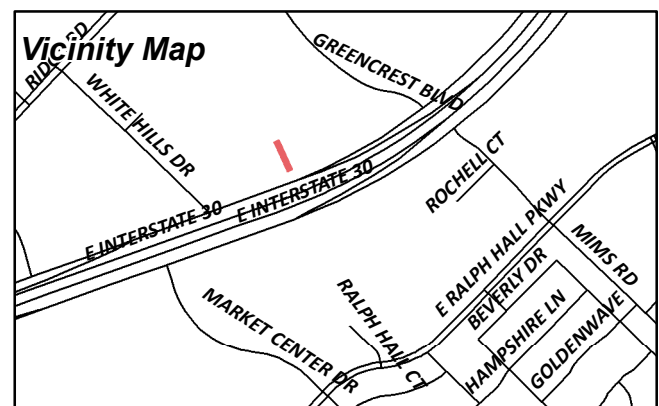 Vicinity Map
RIDGE RD
WHITE HILLS DR
GREENCREST BLVD
E INTERSTATE 30
E INTERSTATE 30
ROCHELL CT
E RALPH HALL PKWY
MIMS RD
BEVERLY DR
MARKET CENTER DR
RALPH HALL CT
HAMPSHIRE LN
GOLDENWAVE